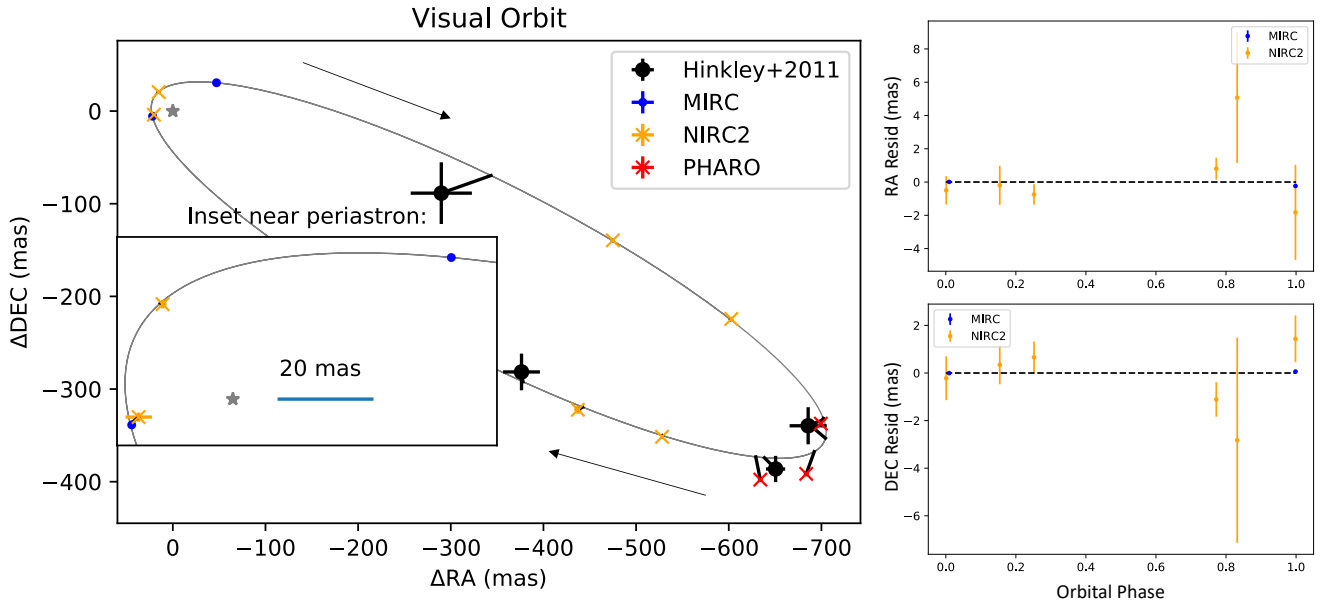 Visual Orbit
Hinkley+2011
MIRC
NIRC2
PHARO
Inset near periastron:
20 mas
0
−100
−200
−300
−400
ΔDEC (mas)
0 −100 −200 −300 −400 −500 −600 −700
ΔRA (mas)
MIRC
NIRC2
8
6
4
2
0
−2
−4
RA Resid (mas)
0.0 0.2 0.4 0.6 0.8 1.0
MIRC
NIRC2
2
0
−2
−4
−6
DEC Resid (mas)
0.0 0.2 0.4 0.6 0.8 1.0
Orbital Phase